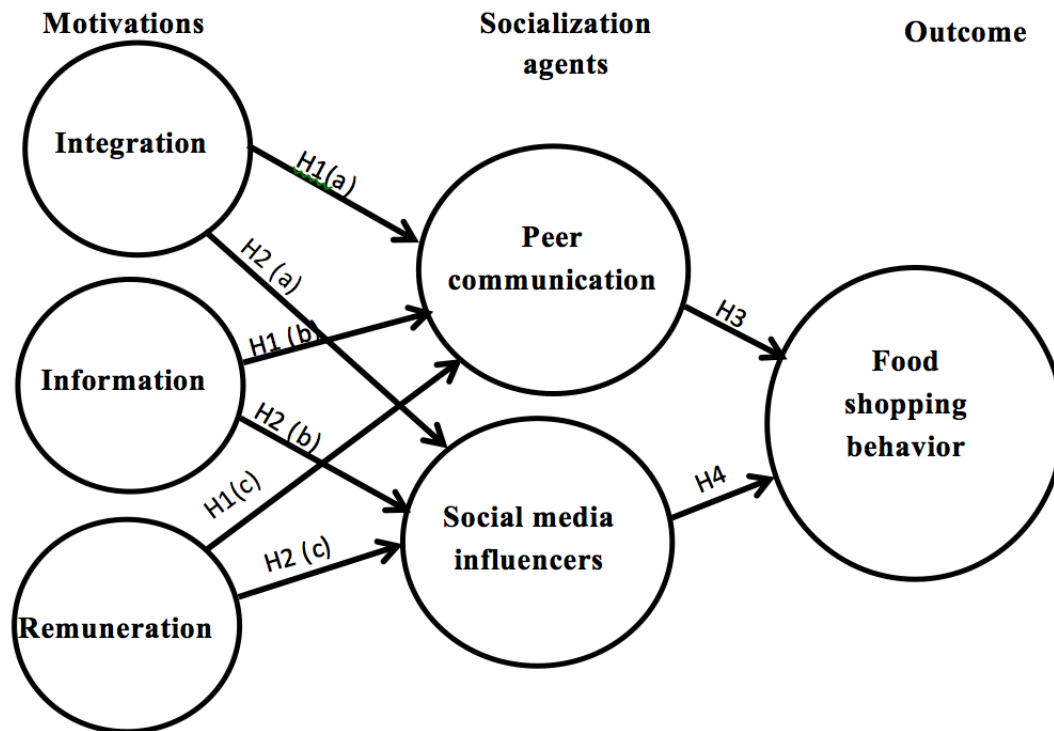 Motivations
Socialization
agents
Outcome
Integration
H1(a)
Peer
communication
H2 (a)
H1 (b)
H3
Information
Food
shopping
behavior
H2 (b)
H1(c)
H4
Social media
influencers
H2 (c)
Remuneration